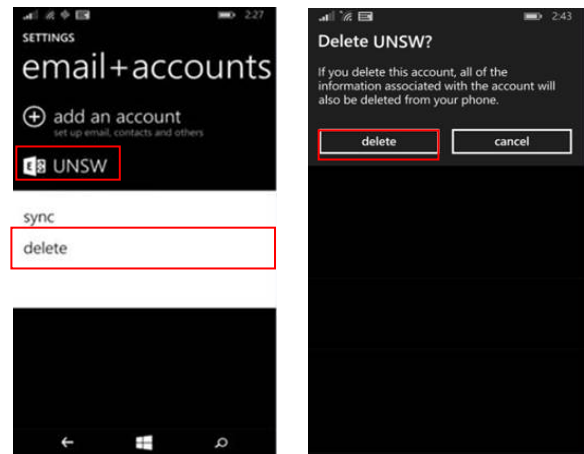 2:27
SETTINGS
email+accounts
add an account
set up email, contacts and others
E S UNSW
sync
delete
2:43
Delete UNSW?
If you delete this account, all of the
information associated with the account will
also be deleted from your phone.
delete
cancel